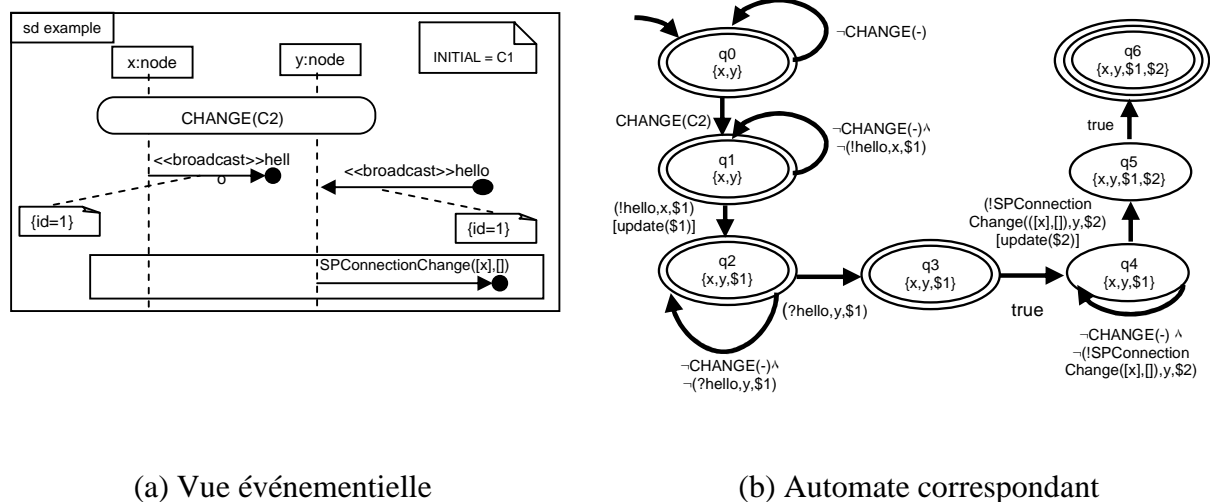 sd example
x:node
y:node
INITIAL = C1
CHANGE(C2)
<<broadcast>>hell
o
<<broadcast>>hello
{id=1}
{id=1}
SPConnectionChange([x],[])
(a) Vue événementielle
q0
{x,y}
¬CHANGE(-)
CHANGE(C2)
q1
{x,y}
¬CHANGE(-)^
¬(!hello,x,$1)
(!hello,x,$1)
[update($1)]
q2
{x,y,$1}
¬CHANGE(-)^
¬(?hello,y,$1)
(?hello,y,$1)
q3
{x,y,$1}
true
q4
{x,y,$1}
¬CHANGE(-) ^
¬(!SPConnection
Change([x],[]),y,$2)
(!SPConnection
Change(([x],[]),y,$2)
[update($2)]
q5
{x,y,$1,$2}
true
q6
{x,y,$1,$2}
(b) Automate correspondant